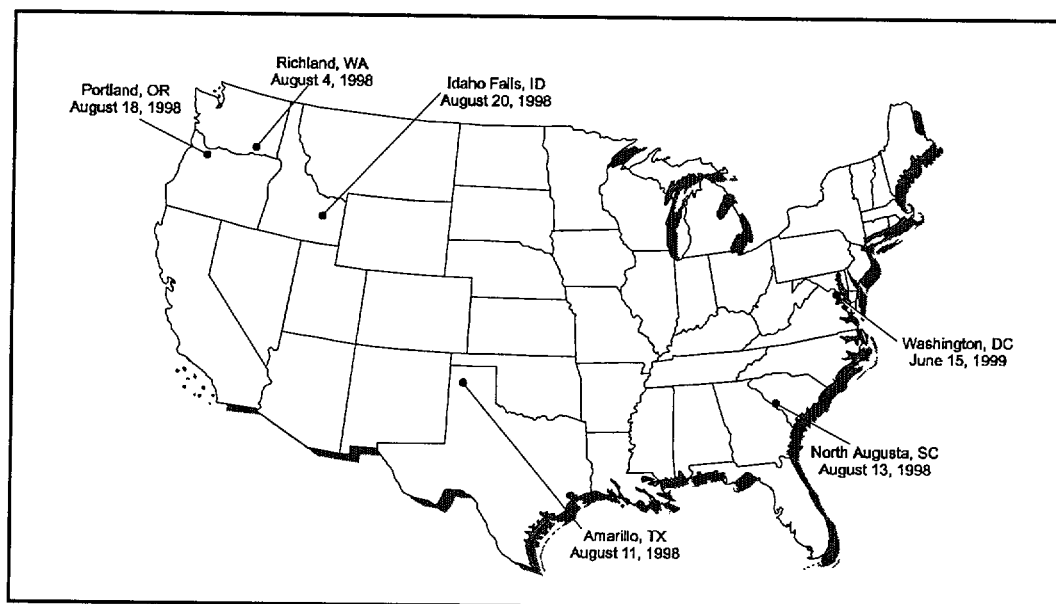 Richland, WA
August 4, 1998
Idaho Falls, ID
August 20, 1998
Portland, OR
August 18, 1998
Washington, DC
June 15, 1999
North Augusta, SC
August 13, 1998
Amarillo, TX
August 11, 1998